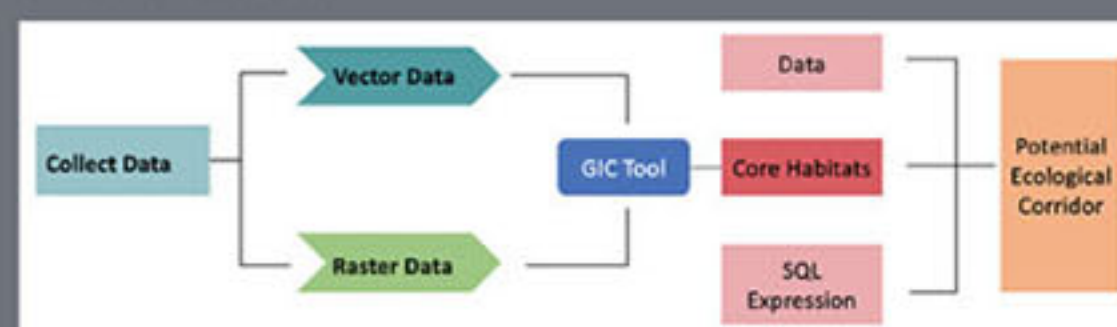 Collect Data
Vector Data
Raster Data
GIC Tool
Data
Core Habitats
SQL
Expression
Potential
Ecological
Corridor